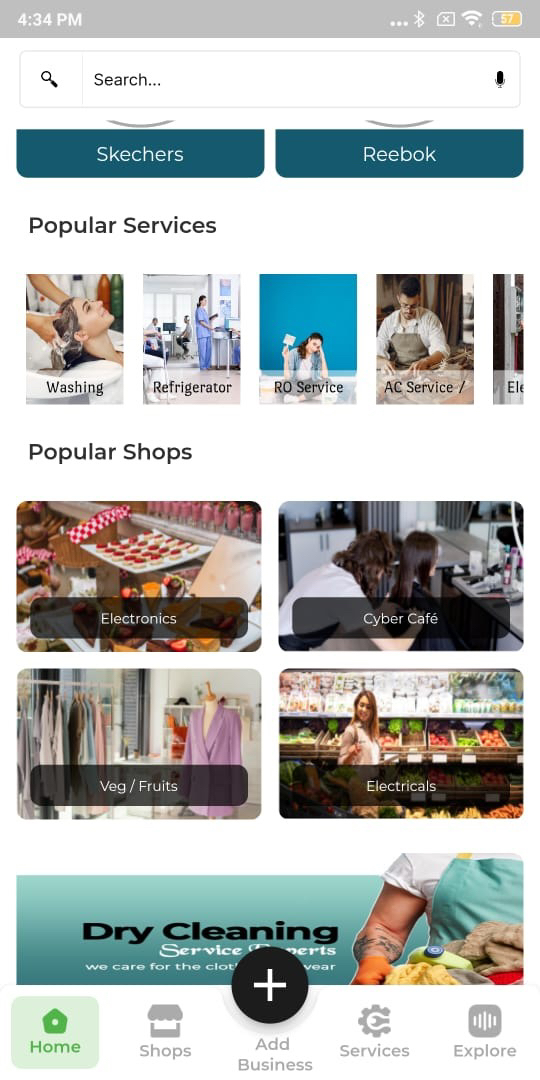 4:34 PM
57
Search...
Skechers
Reebok
Popular Services
Washing
Refrigerator
RO Service
AC Service /
Ele
Popular Shops
Electronics
Cyber Café
Veg / Fruits
Electricals
Dry Cleaning
Service Experts
we care for the clot wear
Home
Shops
Add
Business
Services
Explore